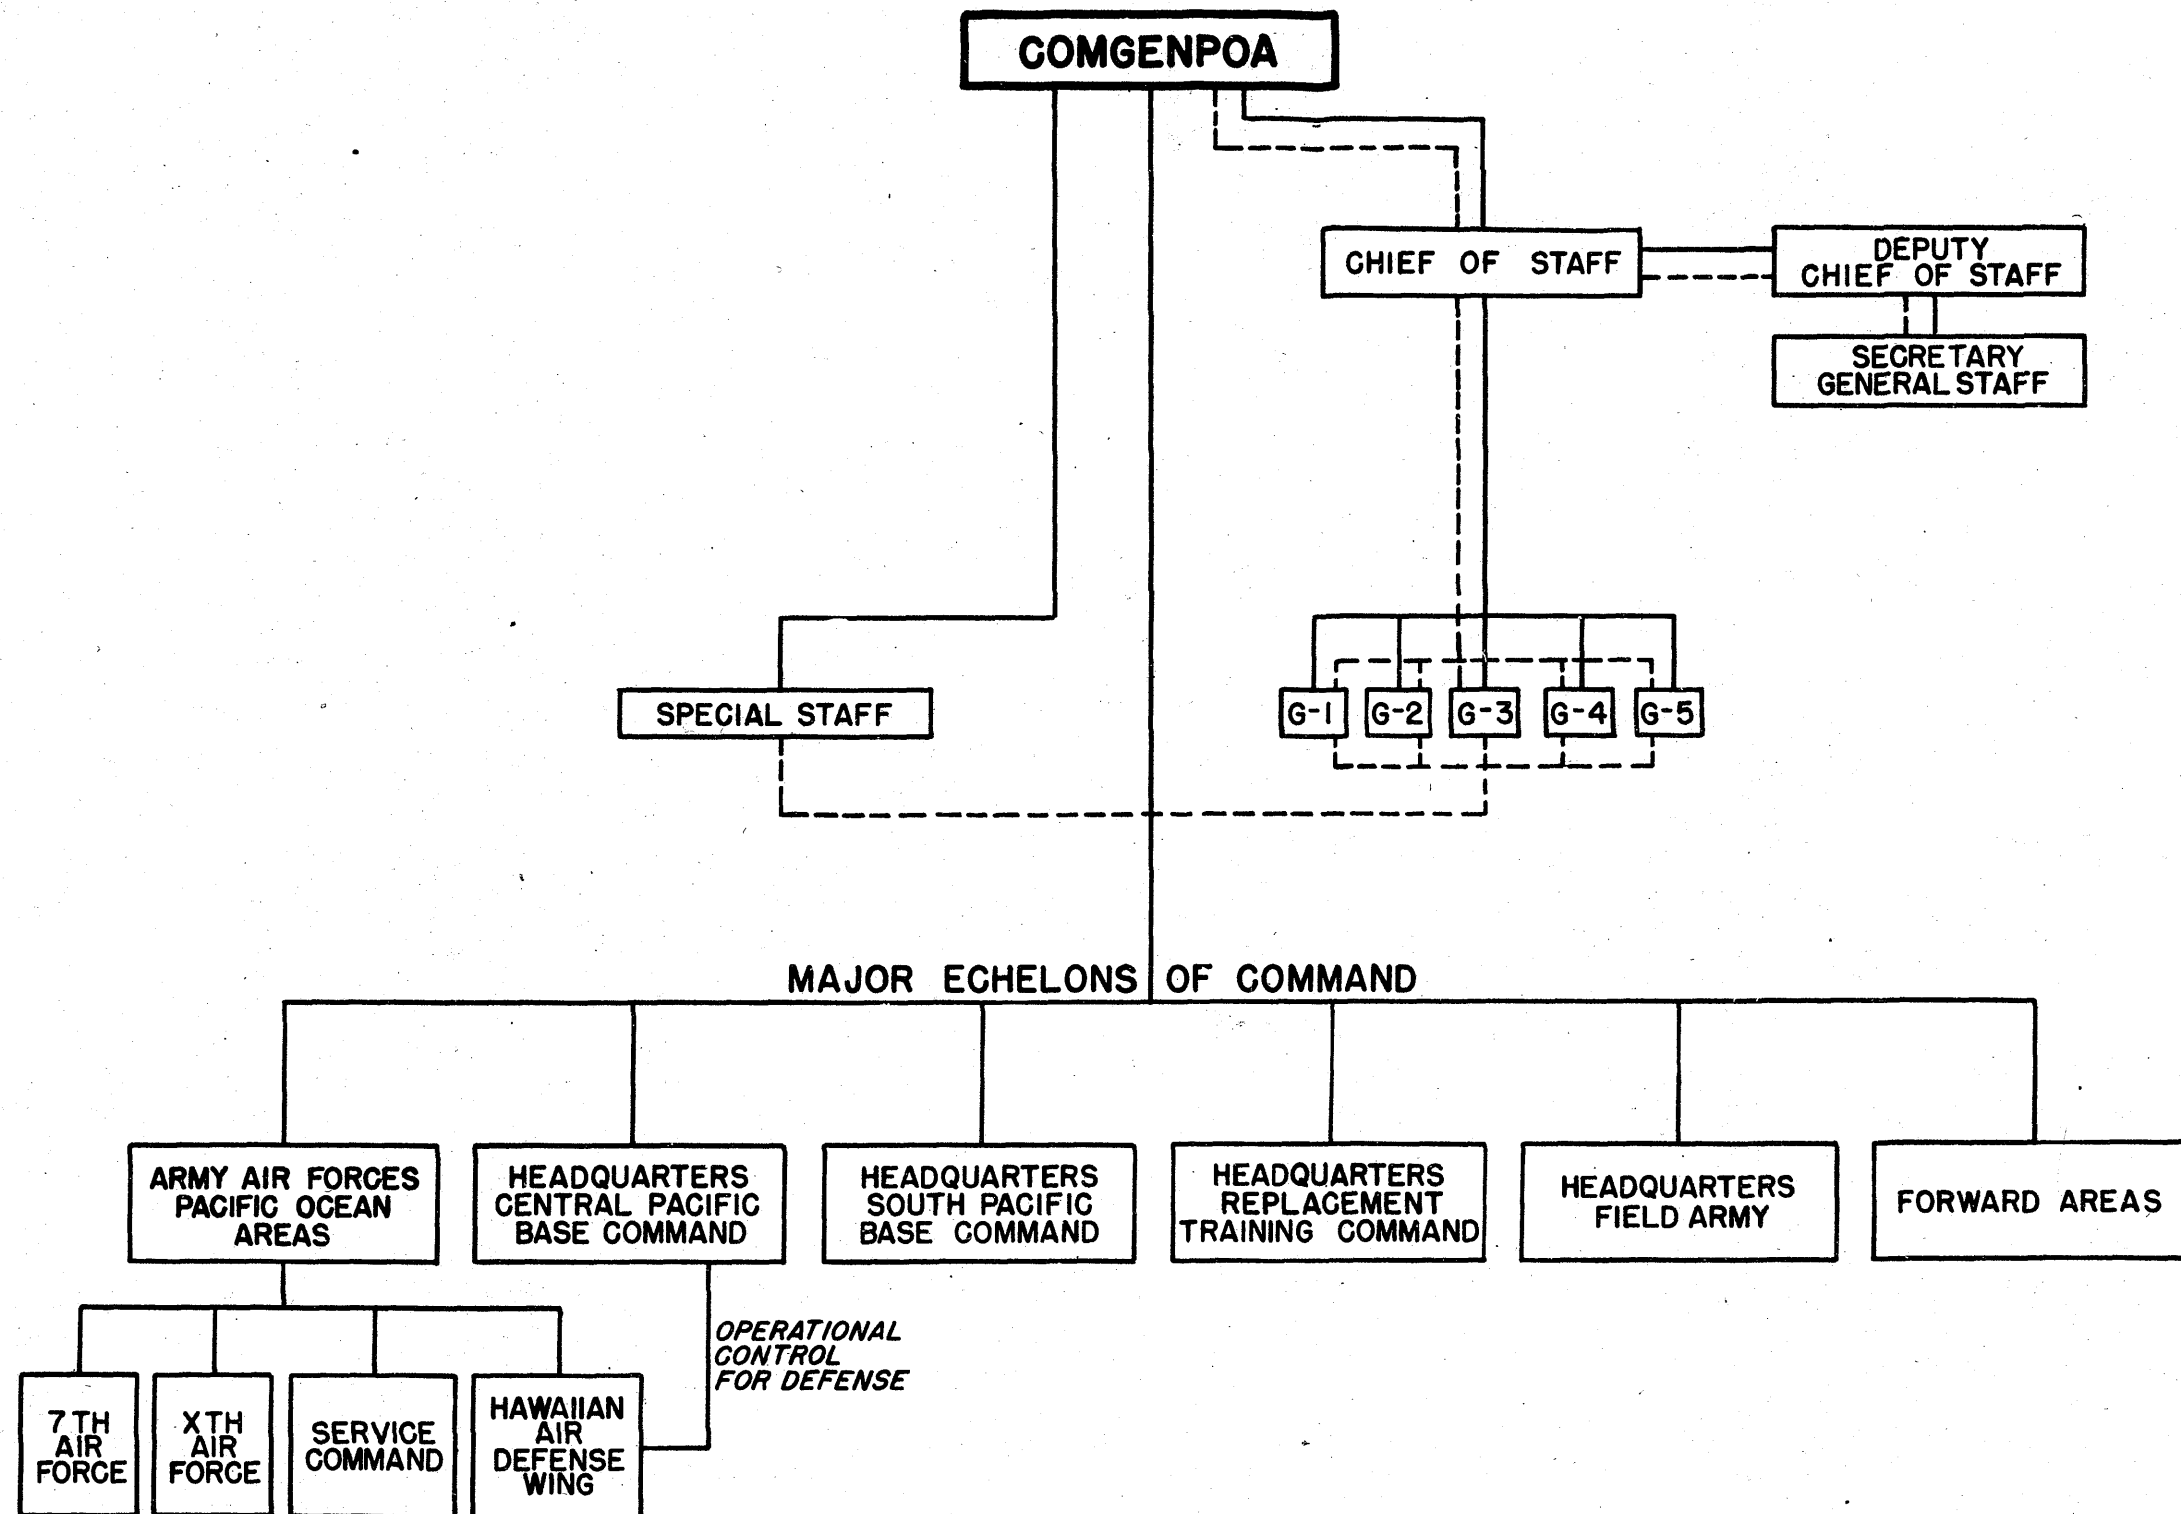 COMGENPOA
CHIEF OF STAFF
DEPUTY
CHIEF OF STAFF
SECRETARY
GENERAL STAFF
SPECIAL STAFF
G-1
G-2
G-3
G-4
G-5
MAJOR ECHELONS OF COMMAND
ARMY AIR FORCES
PACIFIC OCEAN
AREAS
HEADQUARTERS
CENTRAL PACIFIC
BASE COMMAND
HEADQUARTERS
SOUTH PACIFIC
BASE COMMAND
HEADQUARTERS
REPLACEMENT
TRAINING COMMAND
HEADQUARTERS
FIELD ARMY
FORWARD AREAS
OPERATIONAL
CONTROL
FOR DEFENSE
7TH
AIR
FORCE
XTH
AIR
FORCE
SERVICE
COMMAND
HAWAIIAN
AIR
DEFENSE
WING